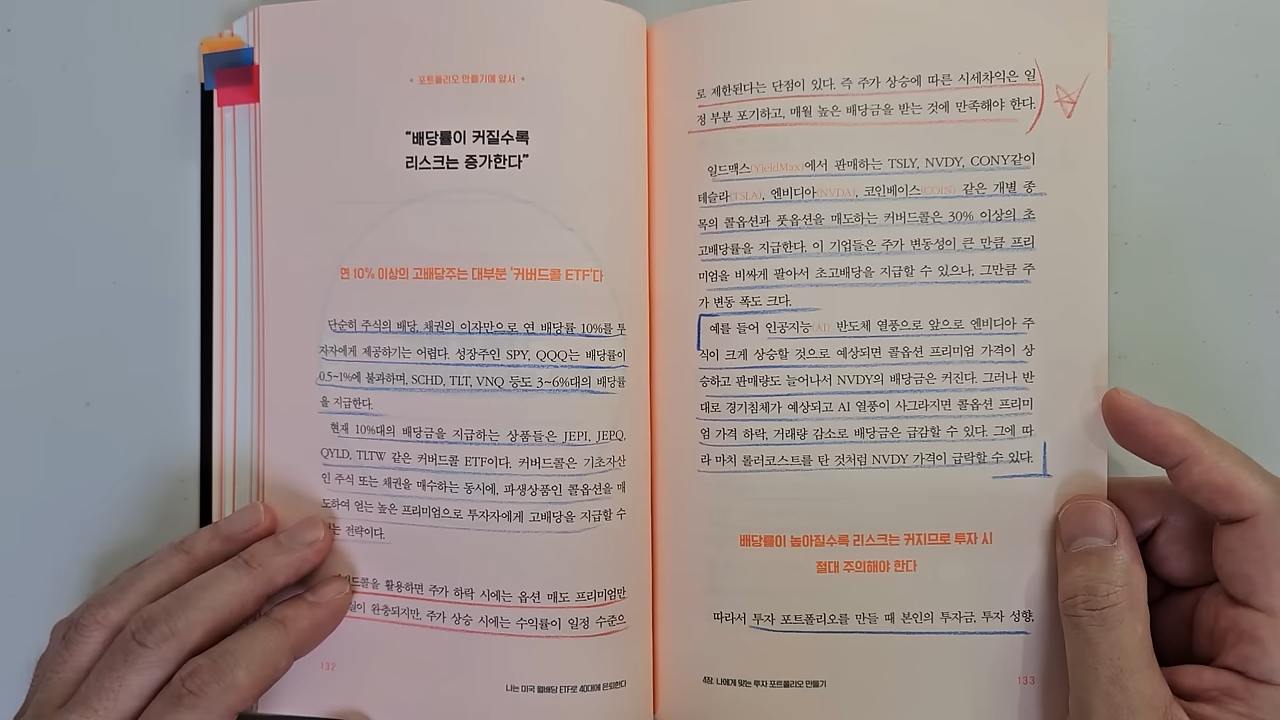 • 포트폴리오 만들기에 앞서 •
“배당률이 커질수록
리스크는 증가한다”
연 10% 이상의 고배당주는 대부분 ‘커버드콜 ETF’다
단순히 주식의 배당, 채권의 이자만으로 연 배당률 10%를 투
자자에게 제공하기는 어렵다. 성장주인 SPY, QQQ는 배당률이
0.5~1%에 불과하며, SCHD, TLT, VNQ 등도 3~6%대의 배당률
을 지급한다.
현재 10%대의 배당금을 지급하는 상품들은 JEPI, JEPQ,
QYLD, TLTW 같은 커버드콜 ETF이다. 커버드콜은 기초자산
인 주식 또는 채권을 매수하는 동시에, 파생상품인 콜옵션을 매
도하여 얻는 높은 프리미엄으로 투자자에게 고배당을 지급할 수
는 전략이다.
버드콜을 활용하면 주가 하락 시에는 옵션 매도 프리미엄만
이 완충되지만, 주가 상승 시에는 수익률이 일정 수준으
132
나는 미국 월배당 ETF로 40대에 은퇴한다
로 제한된다는 단점이 있다. 즉 주가 상승에 따른 시세차익은 일
정 부분 포기하고, 매월 높은 배당금을 받는 것에 만족해야 한다.
일드맥스(YieldMax)에서 판매하는 TSLY, NVDY, CONY같이
테슬라(TSLA), 엔비디아(NVDA), 코인베이스(COIN) 같은 개별 종
목의 콜옵션과 풋옵션을 매도하는 커버드콜은 30% 이상의 초
고배당률을 지급한다. 이 기업들은 주가 변동성이 큰 만큼 프리
미엄을 비싸게 팔아서 초고배당을 지급할 수 있으나, 그만큼 주
가 변동 폭도 크다.
예를 들어 인공지능(AI) 반도체 열풍으로 앞으로 엔비디아 주
식이 크게 상승할 것으로 예상되면 콜옵션 프리미엄 가격이 상
승하고 판매량도 늘어나서 NVDY의 배당금은 커진다. 그러나 반
대로 경기침체가 예상되고 AI 열풍이 사그라지면 콜옵션 프리미
엄 가격 하락, 거래량 감소로 배당금은 급감할 수 있다. 그에 따
라 마치 롤러코스트를 탄 것처럼 NVDY 가격이 급락할 수 있다.
배당률이 높아질수록 리스크는 커지므로 투자 시
절대 주의해야 한다
따라서 투자 포트폴리오를 만들 때 본인의 투자금, 투자 성향,
4장. 나에게 맞는 투자 포트폴리오 만들기
133